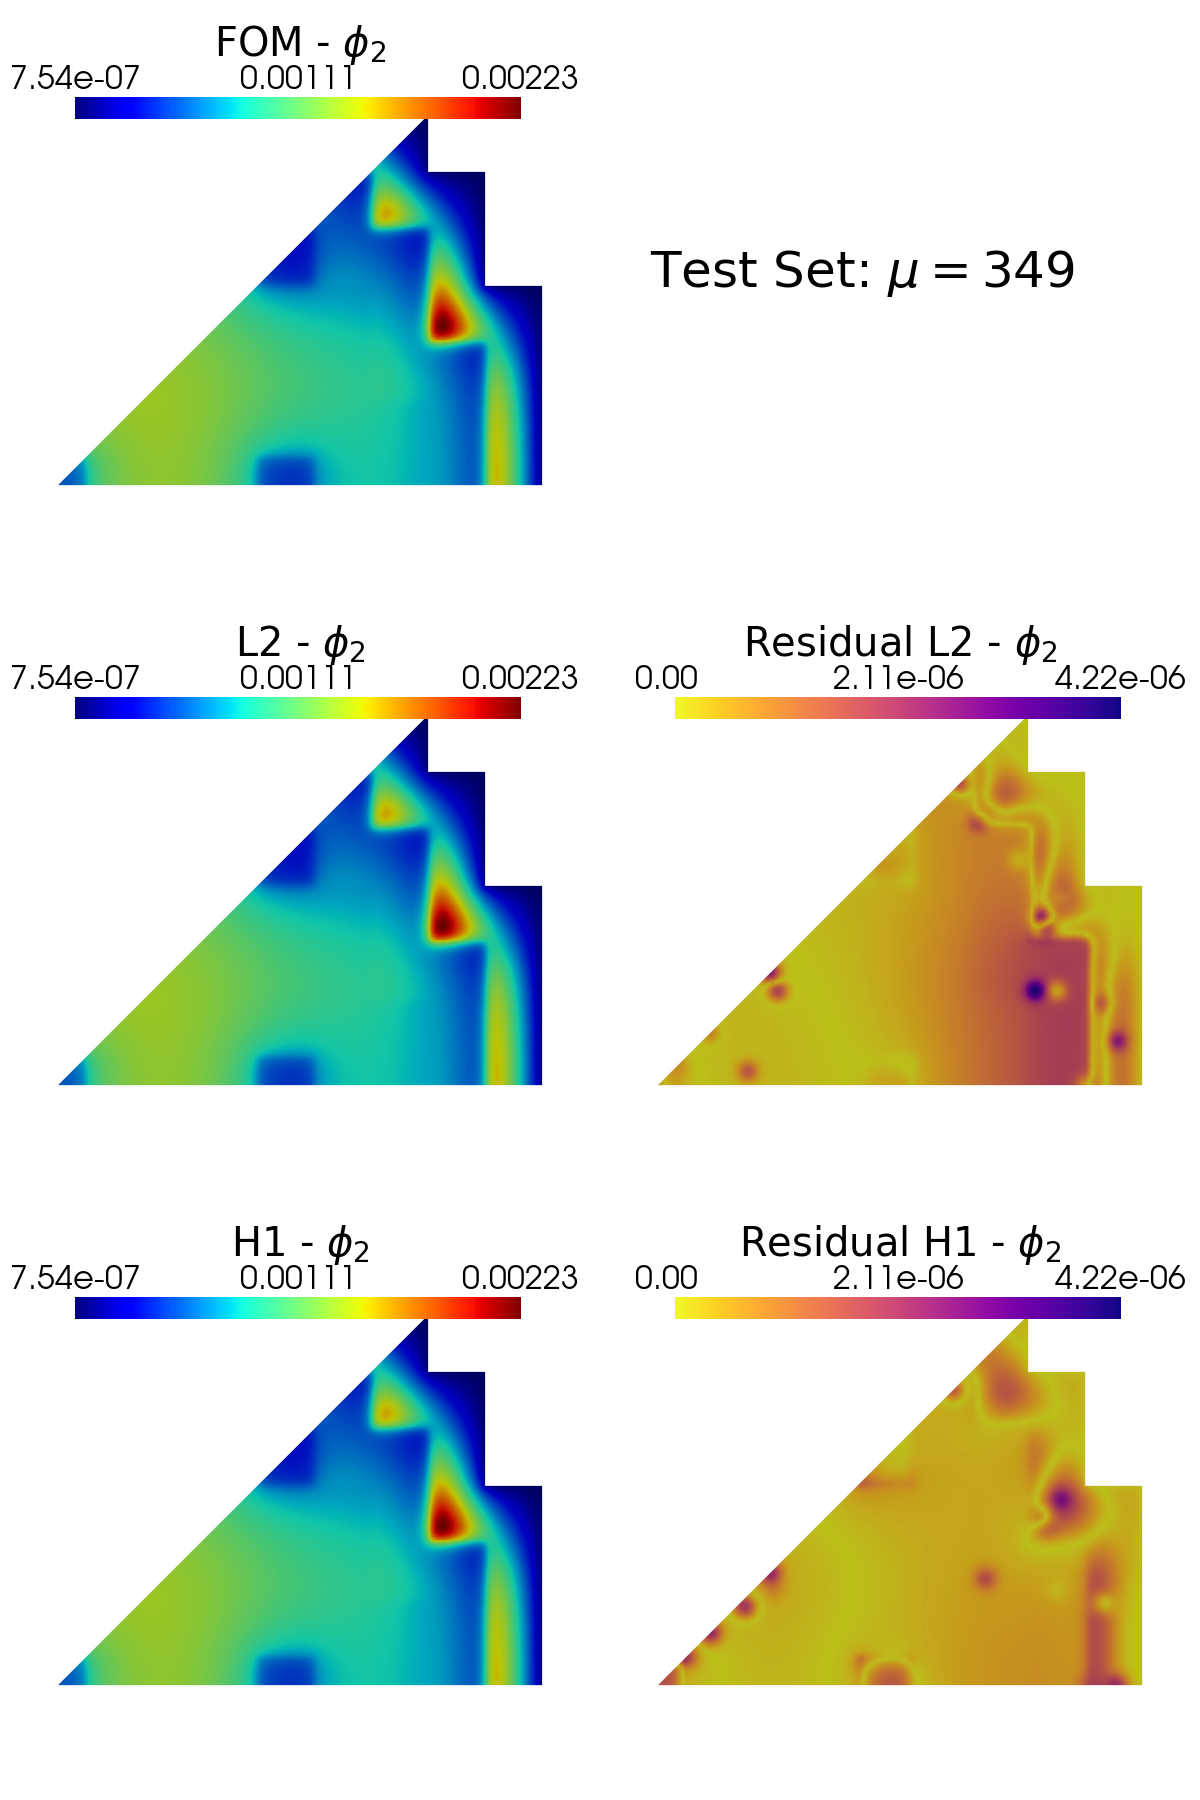 FOM - ϕ₂
7.54e-07 0.00111 0.00223
Test Set: μ = 349
L2 - ϕ₂
7.54e-07 0.00111 0.00223
Residual L2 - ϕ₂
0.00 2.11e-06 4.22e-06
H1 - ϕ₂
7.54e-07 0.00111 0.00223
Residual H1 - ϕ₂
0.00 2.11e-06 4.22e-06